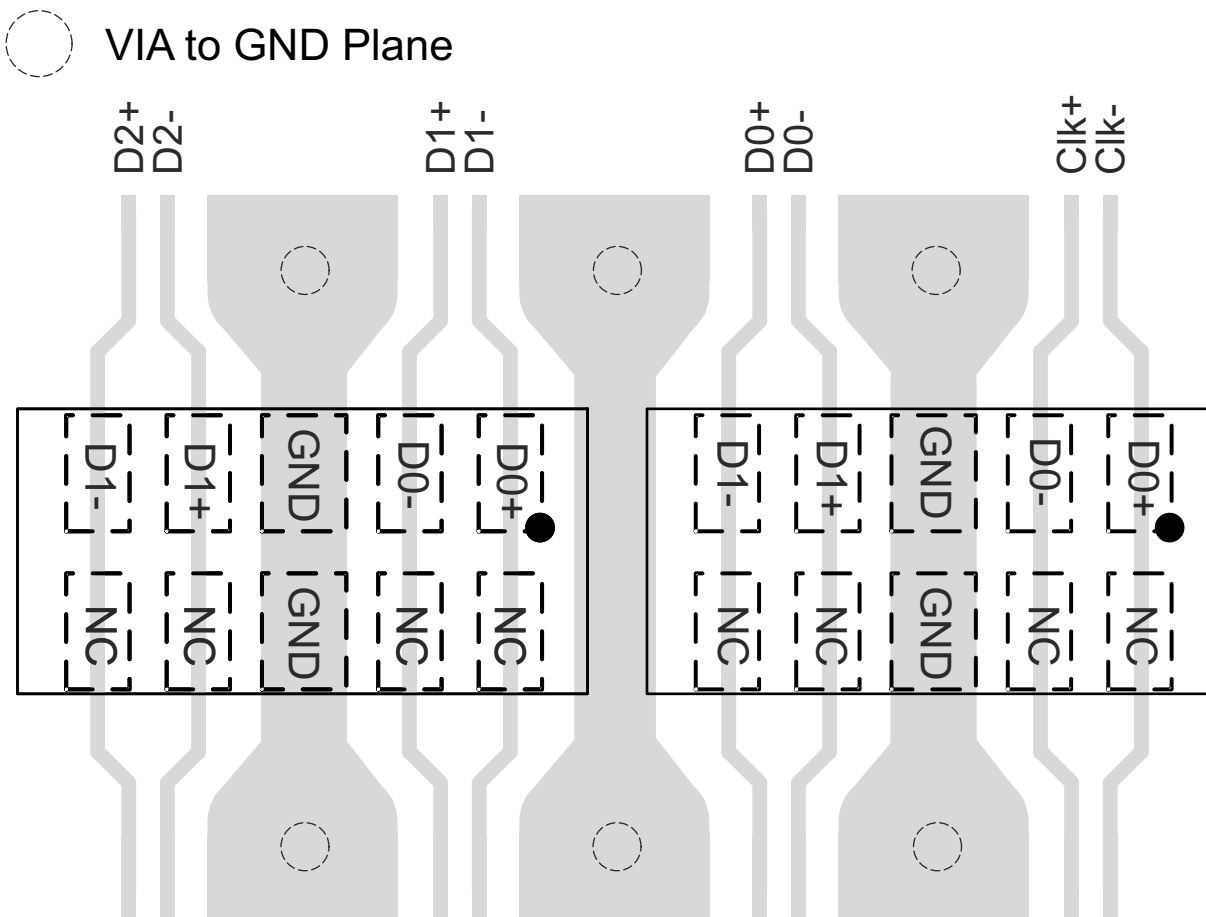 VIA to GND Plane
D2+
D2-
D1+
D1-
D0+
D0-
Clk+
Clk-
D1-
D1+
GND
D0-
D0+
D1-
D1+
GND
D0-
D0+
NC
NC
GND
NC
NC
NC
NC
GND
NC
NC